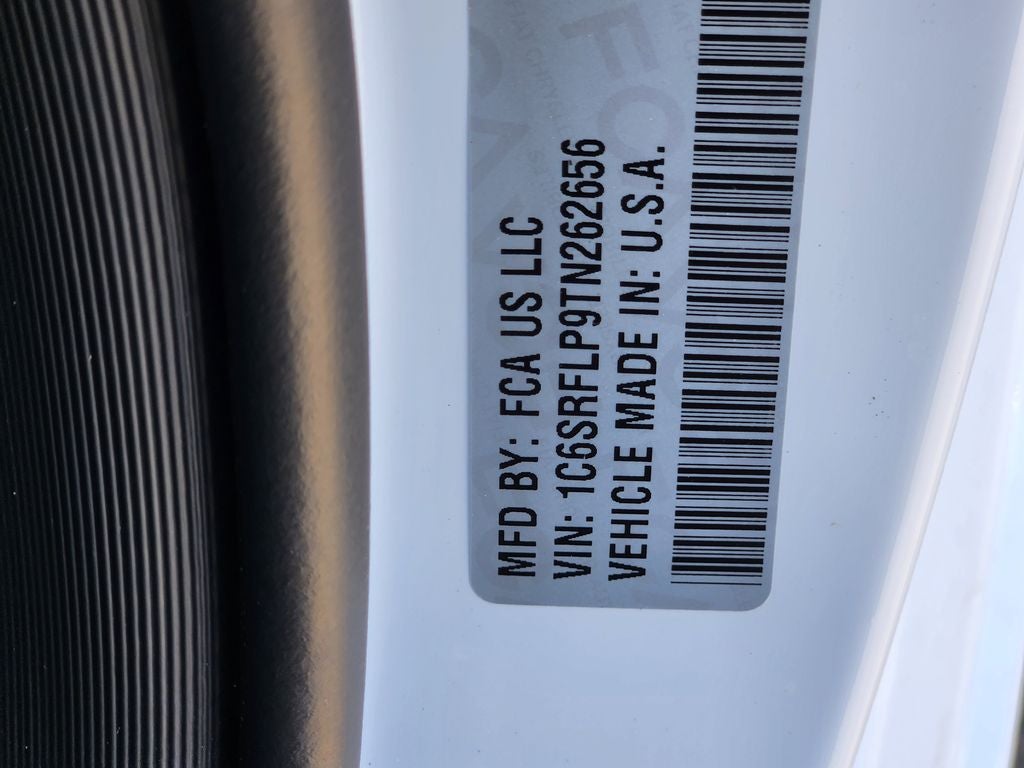 MFD BY: FCA US LLC
VIN: 1C6SRFLP9TN262656
VEHICLE MADE IN: U.S.A.